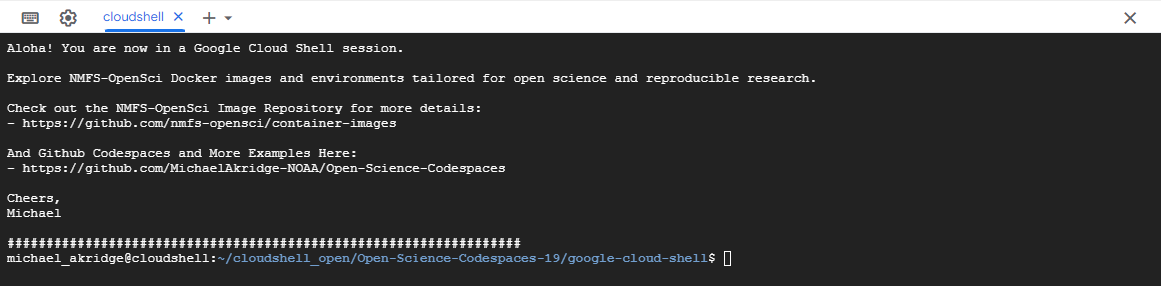 cloudshell
Aloha! You are now in a Google Cloud Shell session.
Explore NMFS-OpenSci Docker images and environments tailored for open science and reproducible research.
Check out the NMFS-OpenSci Image Repository for more details:
- https://github.com/nmfs-opensci/container-images
And Github Codespaces and More Examples Here:
- https://github.com/MichaelAkridge-NOAA/Open-Science-Codespaces
Cheers,
Michael
##################################################################
michael_akridge@cloudshell:~/cloudshell_open/Open-Science-Codespaces-19/google-cloud-shell$